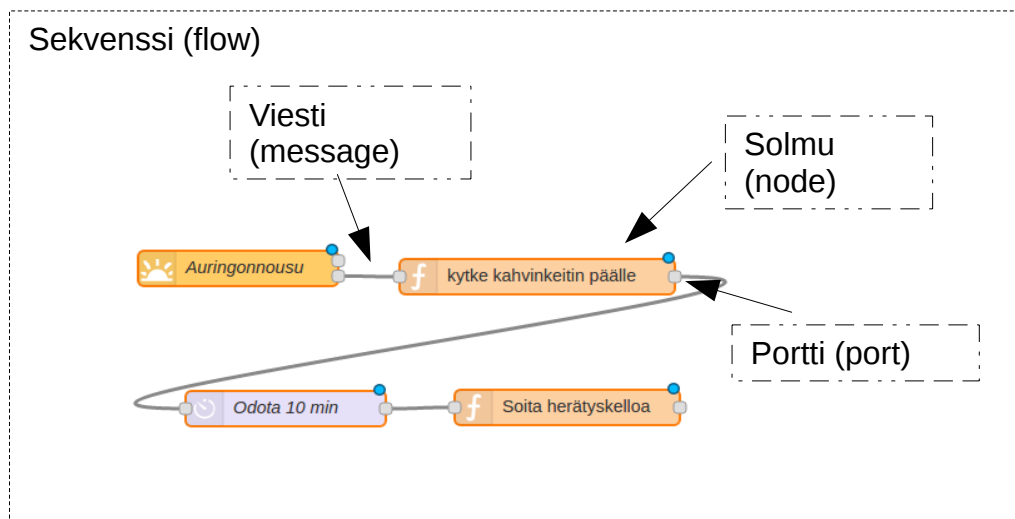 Sekvenssi (flow)
Viesti
(message)
Solmu
(node)
Auringonnousu
kytke kahvinkeitin päälle
Portti (port)
Odota 10 min
Soita herätyskelloa